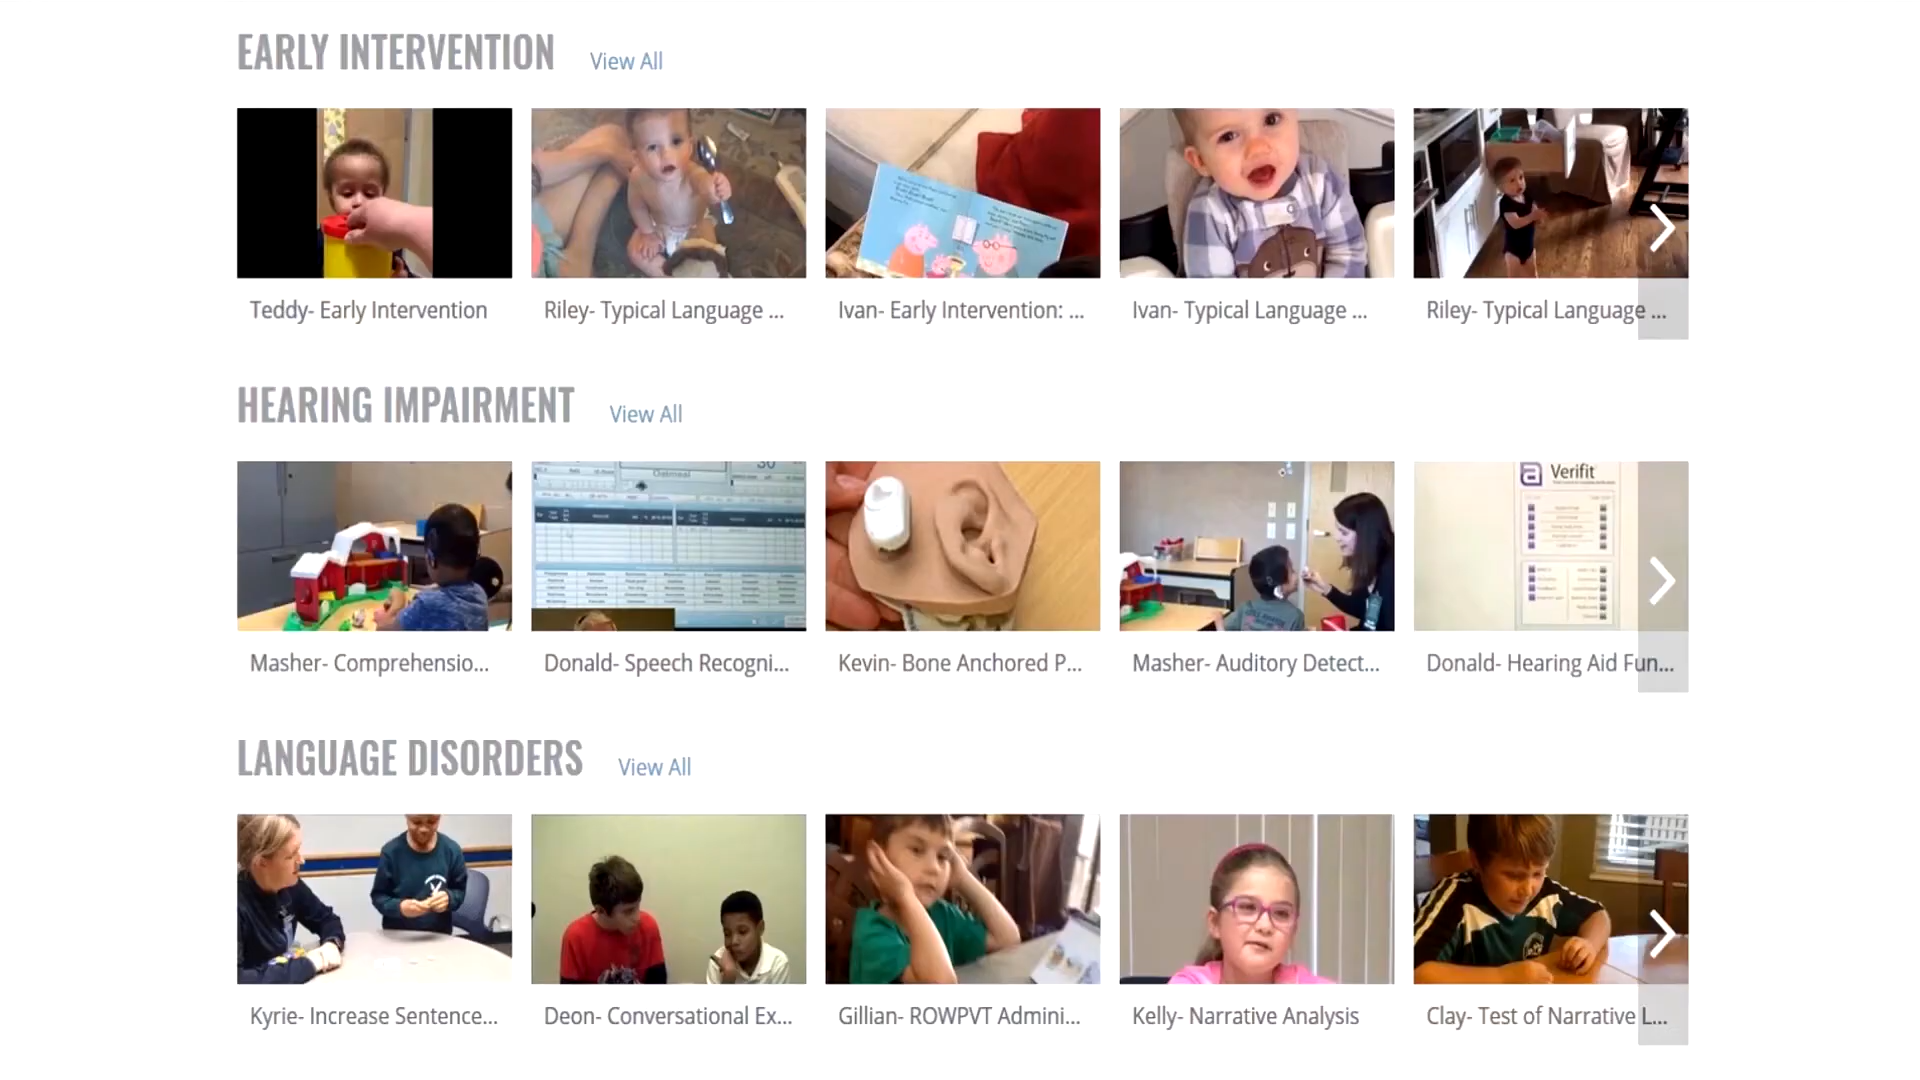 EARLY INTERVENTION View All
Teddy- Early Intervention
Riley- Typical Language ...
Ivan- Early Intervention: ...
Ivan- Typical Language ...
Riley- Typical Language ...
HEARING IMPAIRMENT View All
Oatmeal
30
Verifit
Masher- Comprehensio...
Donald- Speech Recogni...
Kevin- Bone Anchored P...
Masher- Auditory Detect...
Donald- Hearing Aid Fun...
LANGUAGE DISORDERS View All
Kyrie- Increase Sentence...
Deon- Conversational Ex...
Gillian- ROWPVT Admini...
Kelly- Narrative Analysis
Clay- Test of Narrative L...